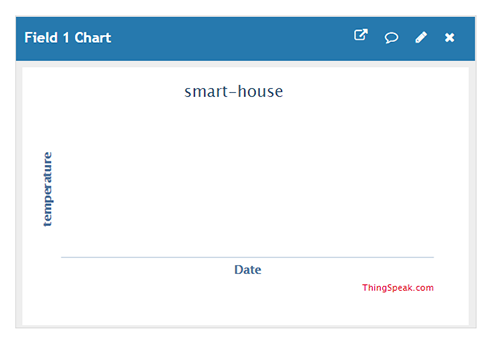 Field 1 Chart
smart-house
temperature
Date
ThingSpeak.com